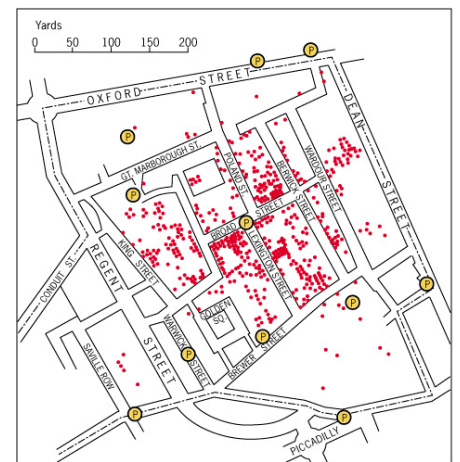 Yards
0 50 100 150 200
P
P
OXFORD STREET
P
DEAN STREET
GT. MARBOROUGH ST.
POLAND ST.
BERWICK STREET
WARDOUR STREET
P
BROAD STREET
P
KING STREET
LEXINGTON STREET
REGENT STREET
CONDUIT ST.
P
GOLDEN SQ.
P
WARWICK STREET
P
BREWER STREET
P
SAVILLE ROW
P
P
PICCADILLY